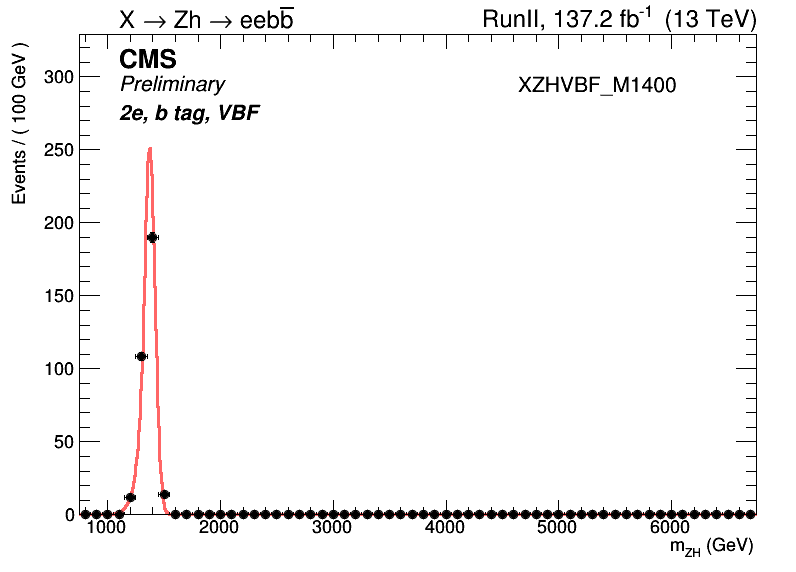 X → Zh → eebb̅
RunII, 137.2 fb⁻¹ (13 TeV)
CMS
Preliminary
2e, b tag, VBF
XZHVBF_M1400
Events / ( 100 GeV )
300
250
200
150
100
50
0
1000 2000 3000 4000 5000 6000
m_ZH (GeV)